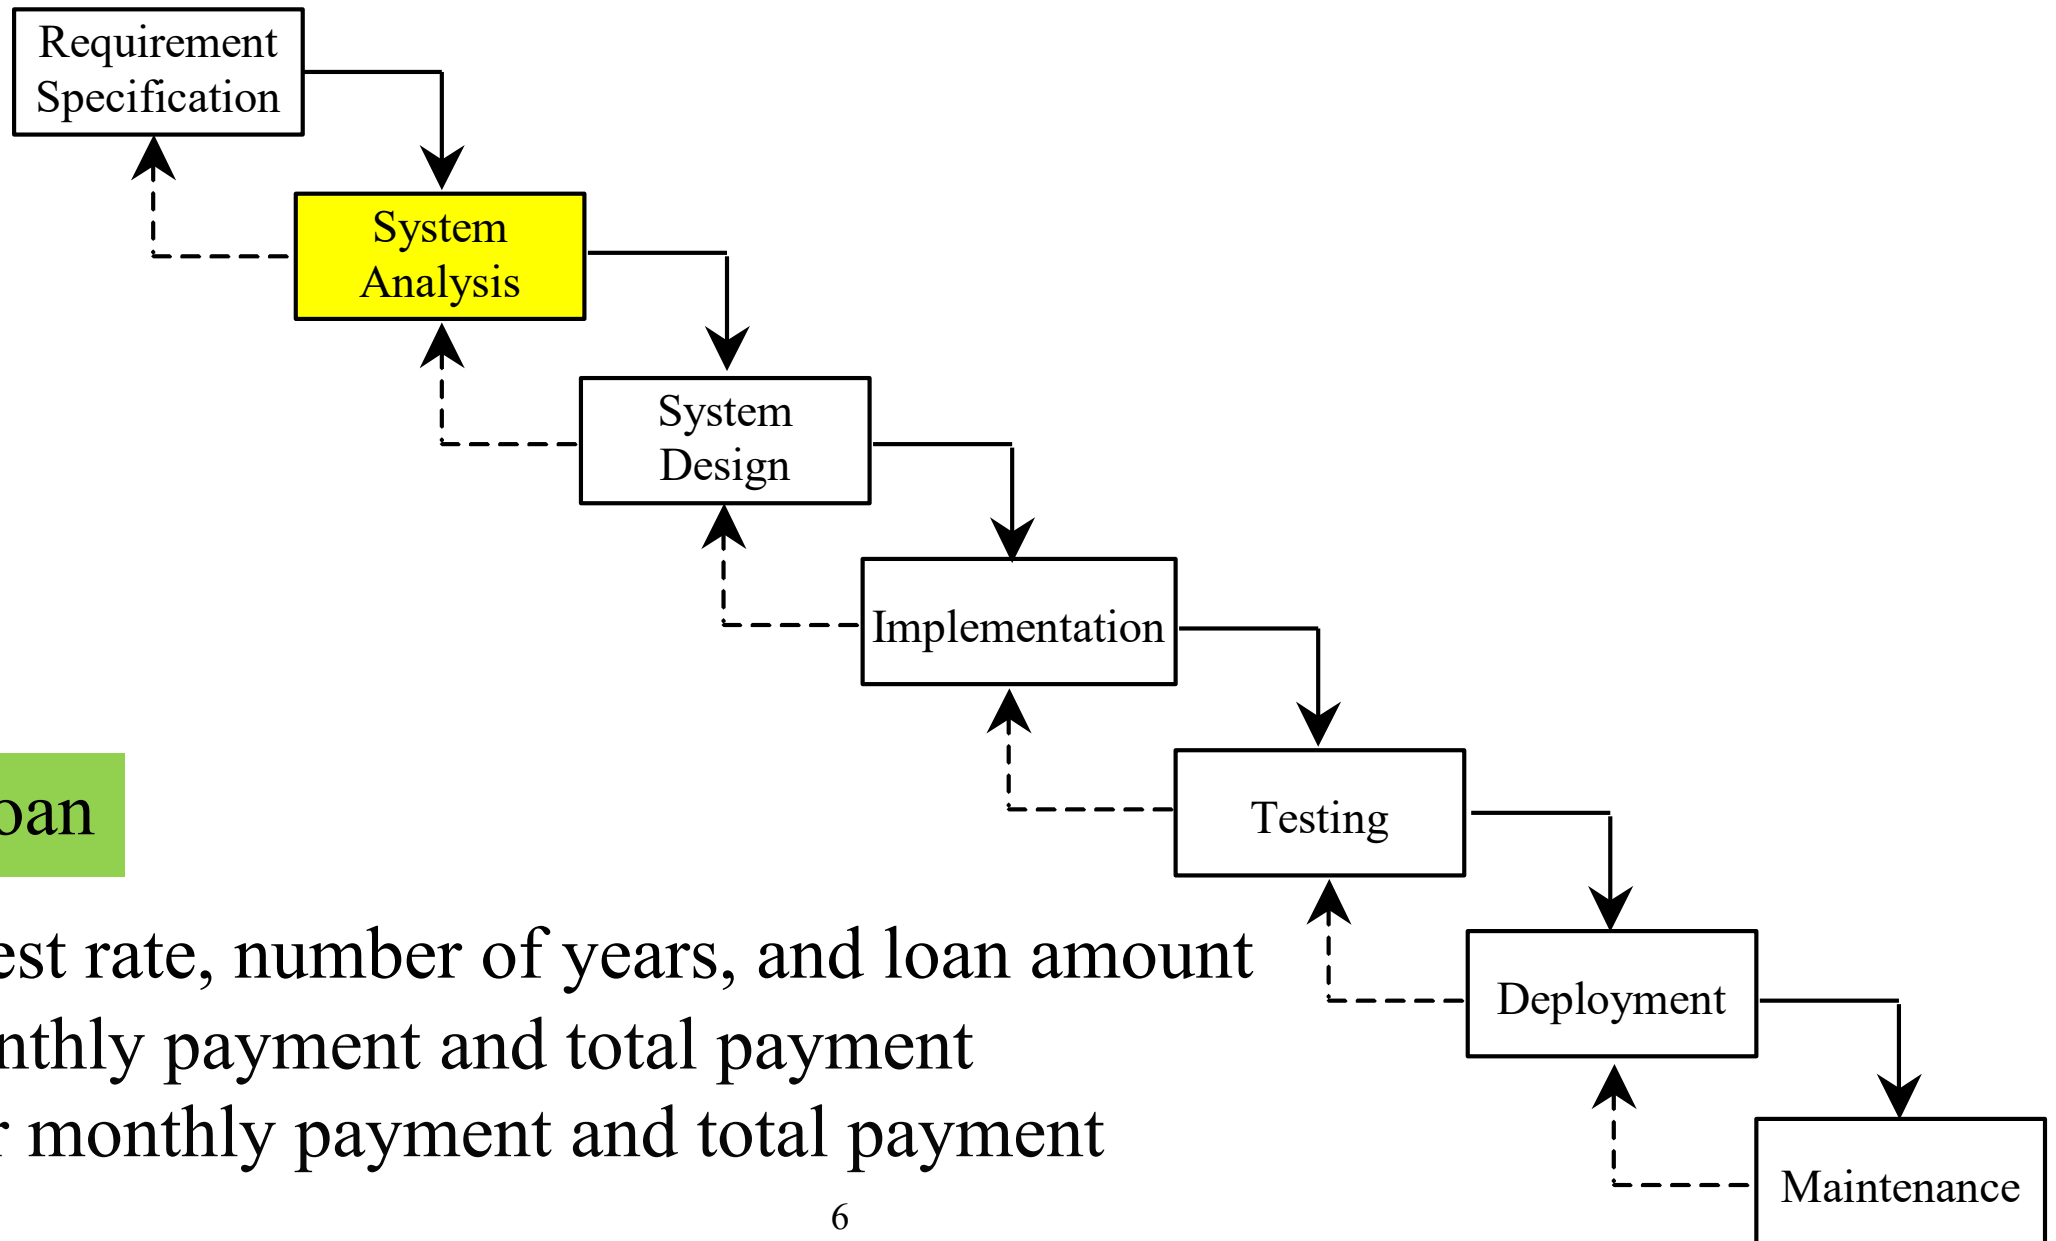 Requirement
Specification
System
Analysis
System
Design
Implementation
Testing
oan
Deployment
est rate, number of years, and loan amount
nthly payment and total payment
r monthly payment and total payment
Maintenance
6